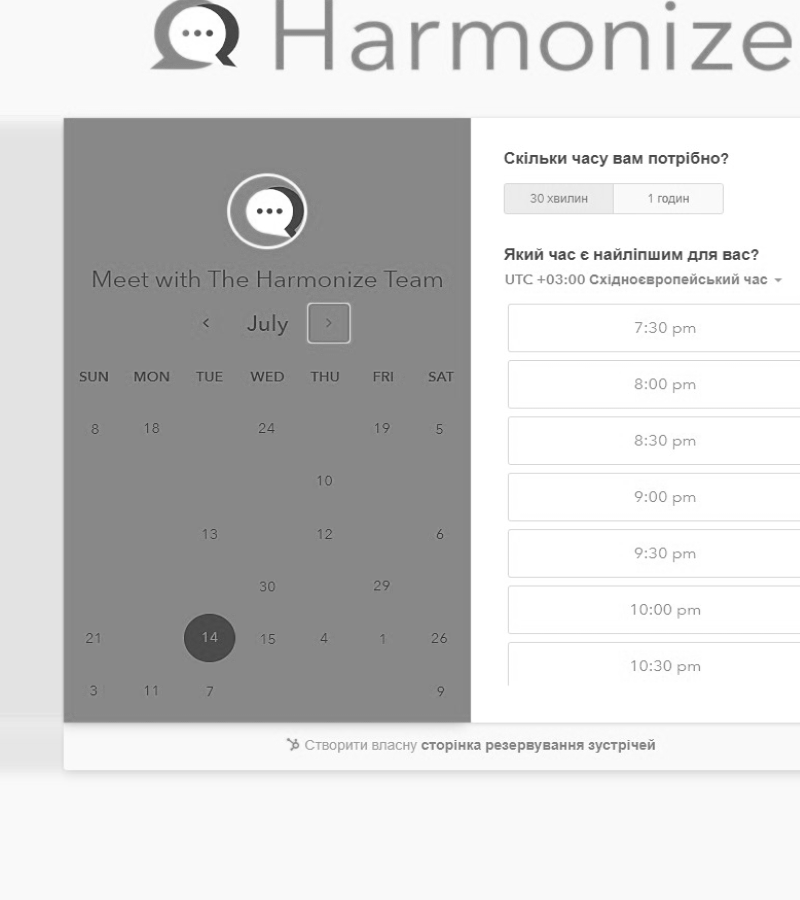 Harmonize
Meet with The Harmonize Team
July
SUN MON TUE WED THU FRI SAT
8 18 24 19 5
10
13 12 6
30 29
21 14 15 4 1 26
3 11 7 9
Скільки часу вам потрібно?
30 хвилин 1 годин
Який час є найліпшим для вас?
UTC +03:00 Східноєвропейський час
7:30 pm
8:00 pm
8:30 pm
9:00 pm
9:30 pm
10:00 pm
10:30 pm
Створити власну сторінка резервування зустрічей